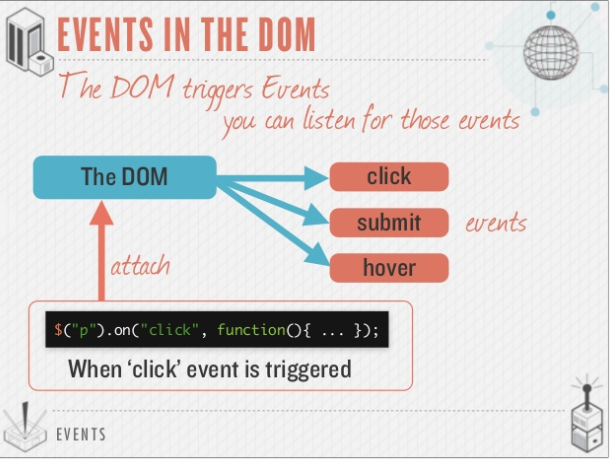 EVENTS IN THE DOM
The DOM triggers Events
you can listen for those events
The DOM
click
submit
events
hover
attach
$("p").on("click", function(){ ... });
When ‘click’ event is triggered
EVENTS